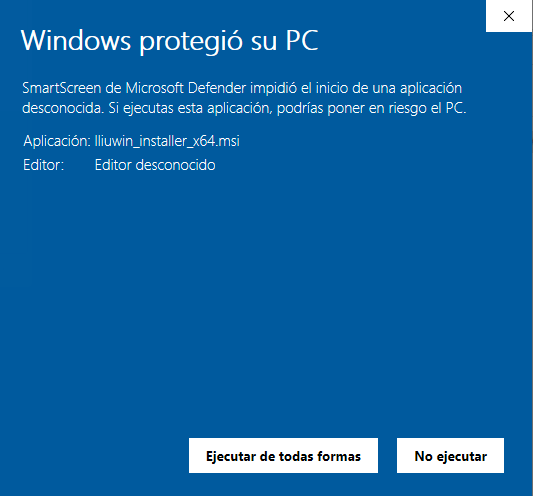 Windows protegió su PC
SmartScreen de Microsoft Defender impidió el inicio de una aplicación
desconocida. Si ejecutas esta aplicación, podrías poner en riesgo el PC.
Aplicación: lliuwin_installer_x64.msi
Editor: Editor desconocido
Ejecutar de todas formas No ejecutar